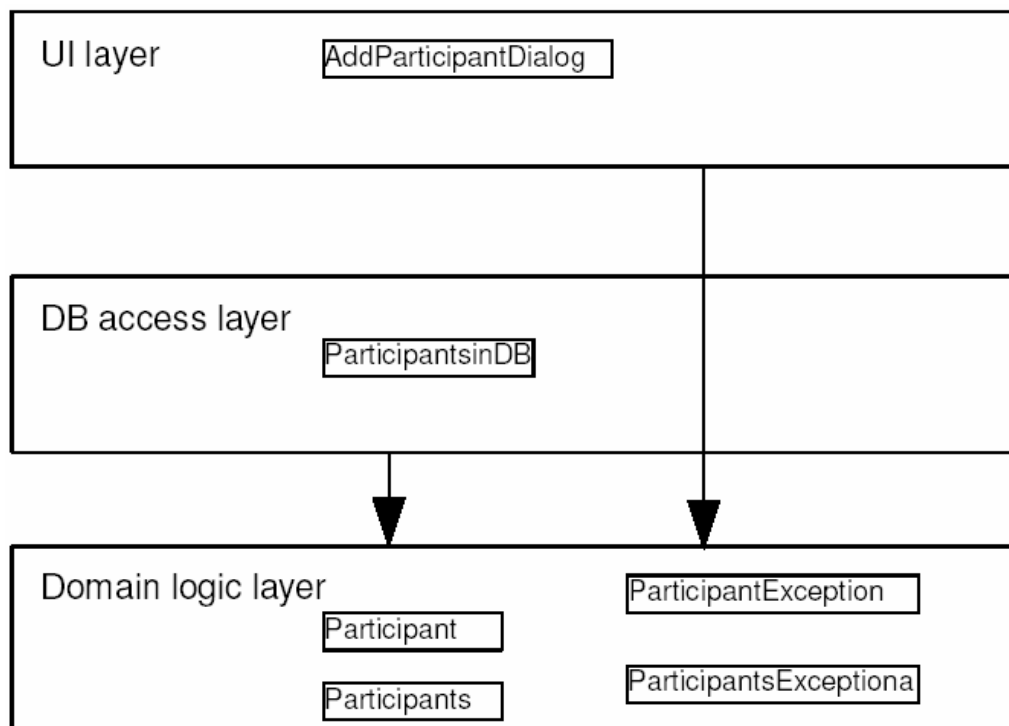 UI layer
AddParticipantDialog
DB access layer
ParticipantsinDB
Domain logic layer
ParticipantException
Participant
ParticipantsExceptiona
Participants